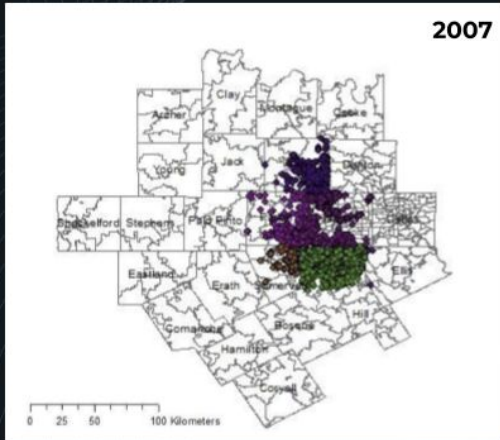 2007
Clay
Archer
Montague
Cooke
Young
Jack
Denton
Shackelford
Stephens
Palo Pinto
Dallas
Eastland
Erath
Somervell
Ellis
Comanche
Bosque
Hill
Hamilton
Coryell
0 25 50 100 Kilometers